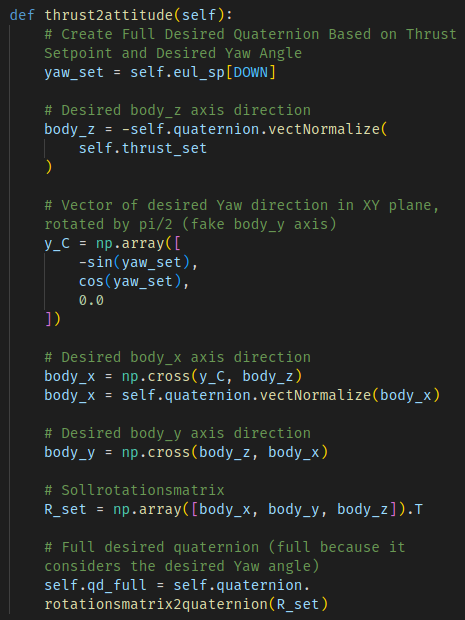 def thrust2attitude(self):
    # Create Full Desired Quaternion Based on Thrust
    Setpoint and Desired Yaw Angle
    yaw_set = self.eul_sp[DOWN]

    # Desired body_z axis direction
    body_z = -self.quaternion.vectNormalize(
        self.thrust_set
    )

    # Vector of desired Yaw direction in XY plane,
    rotated by pi/2 (fake body_y axis)
    y_C = np.array([
        -sin(yaw_set),
        cos(yaw_set),
        0.0
    ])

    # Desired body_x axis direction
    body_x = np.cross(y_C, body_z)
    body_x = self.quaternion.vectNormalize(body_x)

    # Desired body_y axis direction
    body_y = np.cross(body_z, body_x)

    # Sollrotationsmatrix
    R_set = np.array([body_x, body_y, body_z]).T

    # Full desired quaternion (full because it
    considers the desired Yaw angle)
    self.qd_full = self.quaternion.
    rotationsmatrix2quaternion(R_set)